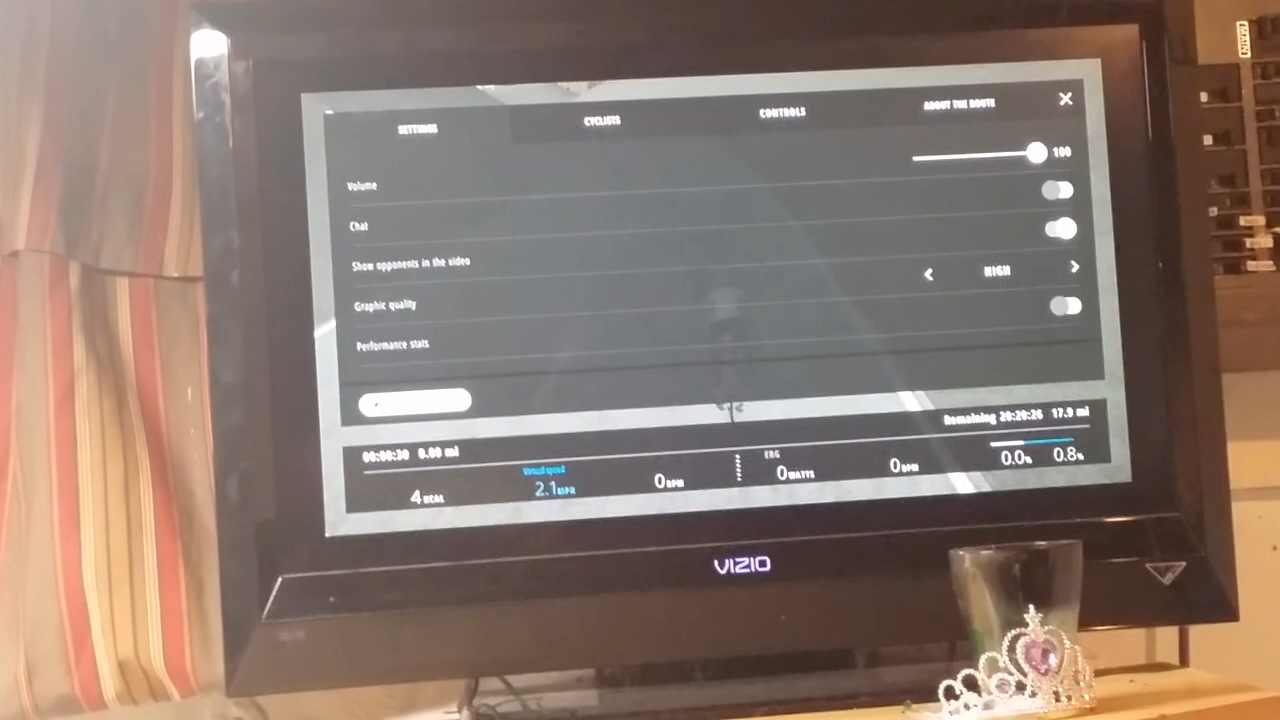 SETTINGS
CYCLISTS
CONTROLS
ABOUT THE ROUTE
Volume
100
Chat
Show opponents in the video
Graphic quality
HIGH
Performance stats
00:00:30 0.00 mi
Remaining 20:20:26 17.9 mi
4 KCAL
Virtual speed
2.1 MPH
0 RPM
ERG
0 WATTS
0 BPM
0.0%
0.8%
VIZIO
MAIN